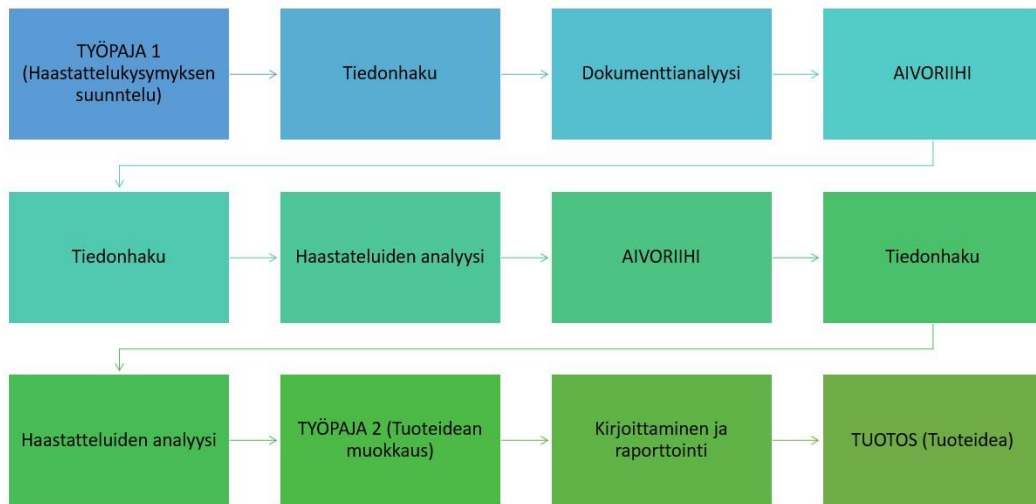 TYÖPAJA 1
(Haastattelukysymyksen
suunntelu)
Tiedonhaku
Dokumenttianalyysi
AIVORIIHI
Tiedonhaku
Haastateluiden analyysi
AIVORIIHI
Tiedonhaku
Haastatteluiden analyysi
TYÖPAJA 2 (Tuoteidean
muokkaus)
Kirjoittaminen ja
raporttointi
TUOTOS (Tuoteidea)